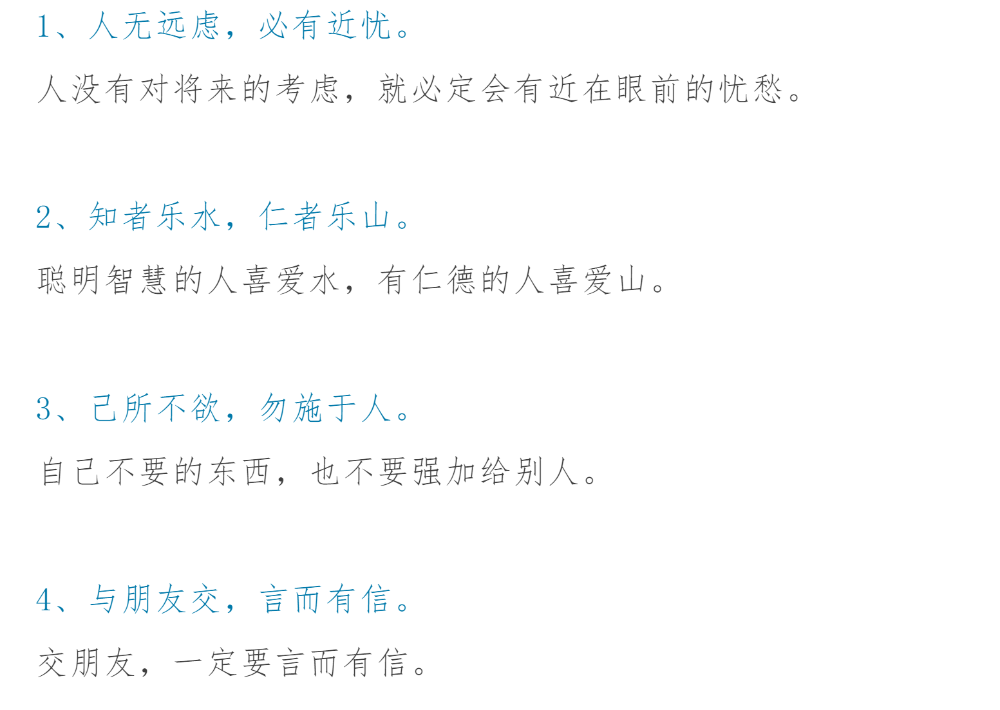 1、人无远虑，必有近忧。
人没有对将来的考虑，就必定会有近在眼前的忧愁。
2、知者乐水，仁者乐山。
聪明智慧的人喜爱水，有仁德的人喜爱山。
3、己所不欲，勿施于人。
自己不要的东西，也不要强加给别人。
4、与朋友交，言而有信。
交朋友，一定要言而有信。